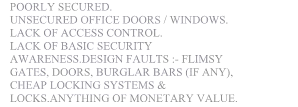 POORLY SECURED.
UNSECURED OFFICE DOORS / WINDOWS.
LACK OF ACCESS CONTROL.
LACK OF BASIC SECURITY
AWARENESS.DESIGN FAULTS :- FLIMSY
GATES, DOORS, BURGLAR BARS (IF ANY),
CHEAP LOCKING SYSTEMS &
LOCKS.ANYTHING OF MONETARY VALUE.